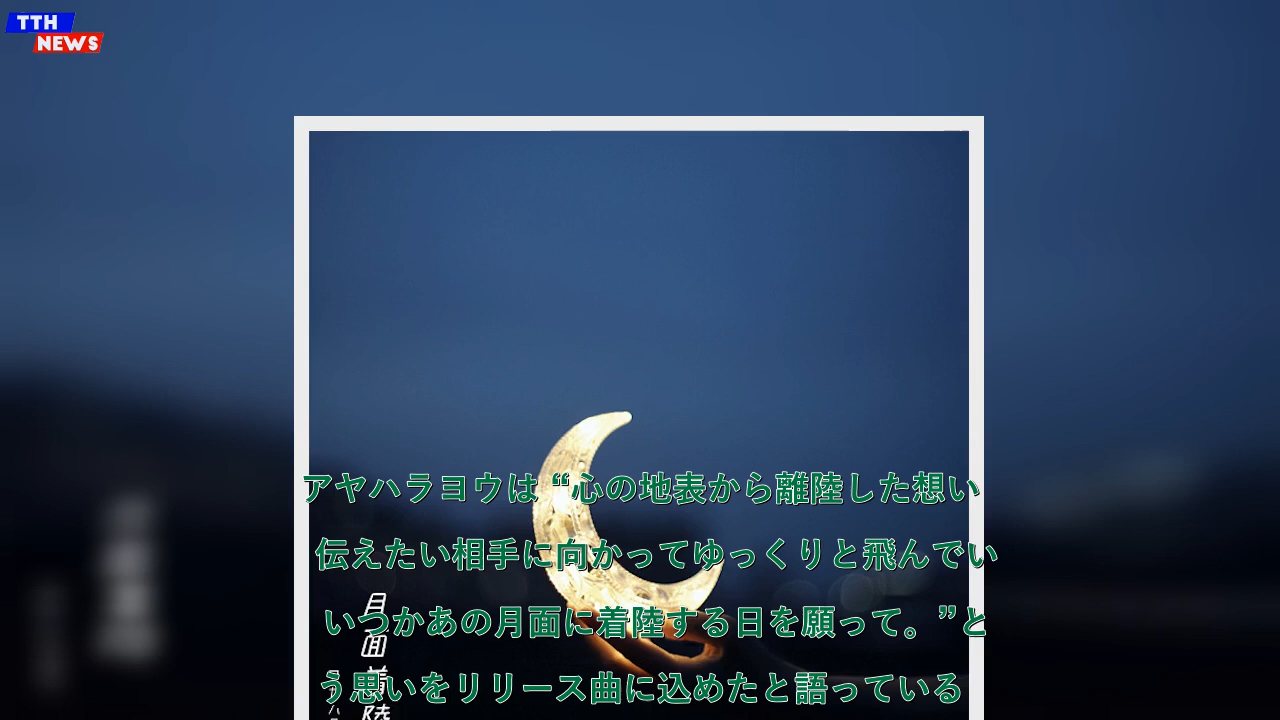 TTH
NEWS
アヤハラヨウは “心の地表から離陸した想い
伝えたい相手に向かってゆっくりと飛んでい
いつかあの月面に着陸する日を願って。”と
う思いをリリース曲に込めたと語っている
月面着陸